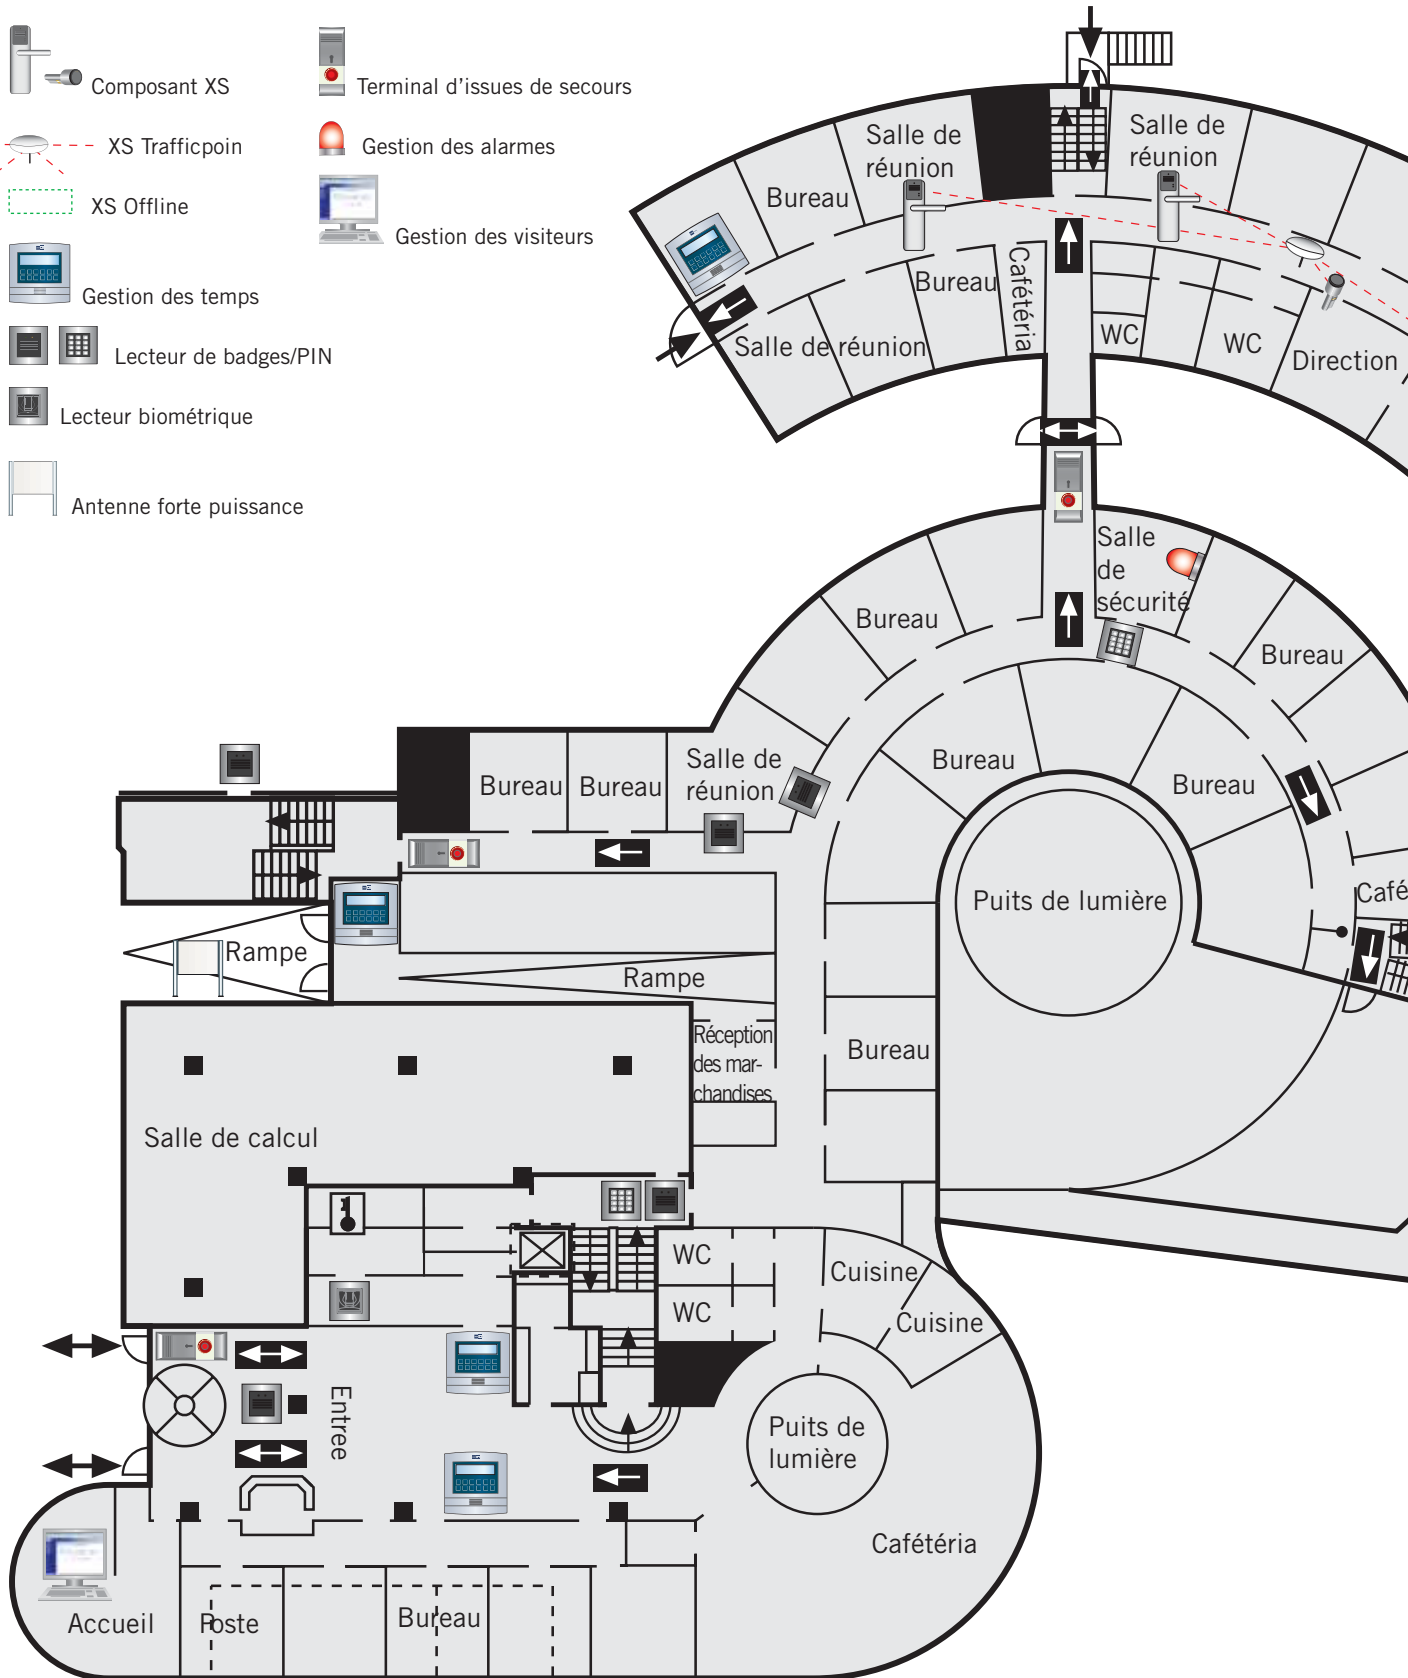 Composant XS
Terminal d'issues de secours
XS Trafficpoin
Gestion des alarmes
XS Offline
Gestion des visiteurs
Gestion des temps
Lecteur de badges/PIN
Lecteur biométrique
Antenne forte puissance
Salle de
réunion
Salle de
réunion
Bureau
Bureau
Cafétéria
Salle de réunion
WC
WC
Direction
Salle
de
sécurité
Bureau
Bureau
Bureau
Bureau
Salle de
réunion
Bureau
Bureau
Puits de lumière
Café
Rampe
Rampe
Réception
des mar-
chandises
Bureau
Salle de calcul
WC
WC
Cuisine
Cuisine
Entree
Puits de
lumière
Cafétéria
Accueil
Poste
Bureau